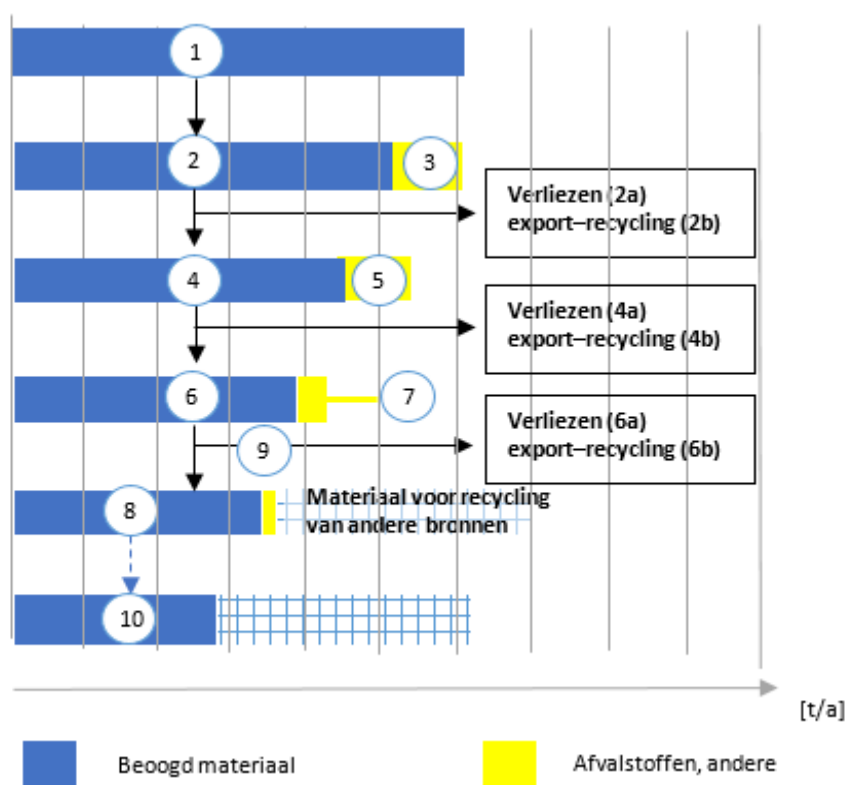 1
2
3
Verliezen (2a)
export–recycling (2b)
4
5
Verliezen (4a)
export–recycling (4b)
6
7
Verliezen (6a)
export–recycling (6b)
9
8
Materiaal voor recycling
van andere bronnen
10
[t/a]
Beoogd materiaal
Afvalstoffen, andere